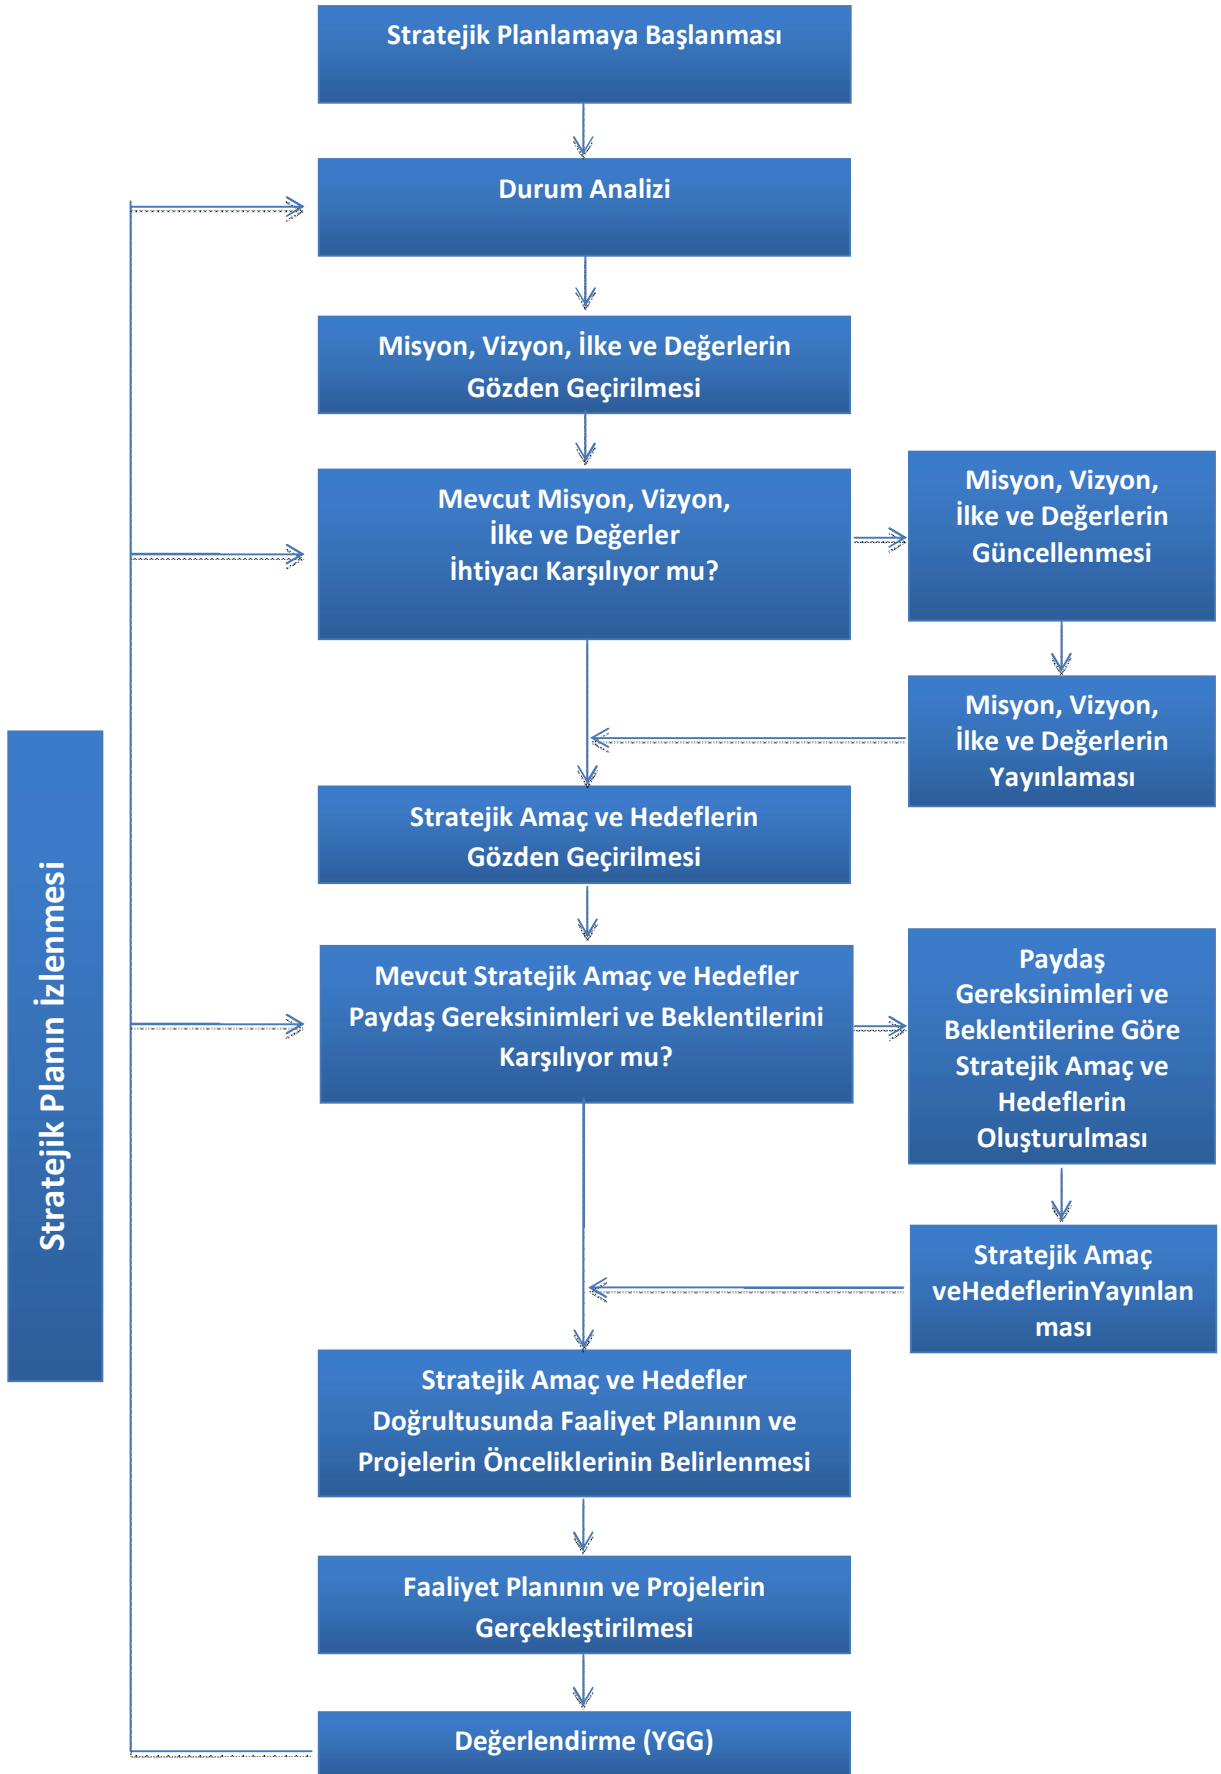 Stratejik Planlamaya Başlanması
Durum Analizi
Misyon, Vizyon, İlke ve Değerlerin
Gözden Geçirilmesi
Mevcut Misyon, Vizyon,
İlke ve Değerler
İhtiyacı Karşılıyor mu?
Misyon, Vizyon,
İlke ve Değerlerin
Güncellenmesi
Misyon, Vizyon,
İlke ve Değerlerin
Yayınlaması
Stratejik Amaç ve Hedeflerin
Gözden Geçirilmesi
Mevcut Stratejik Amaç ve Hedefler
Paydaş Gereksinimleri ve Beklentilerini
Karşılıyor mu?
Paydaş
Gereksinimleri ve
Beklentilerine Göre
Stratejik Amaç ve
Hedeflerin
Oluşturulması
Stratejik Amaç
veHedeflerinYayınlan
ması
Stratejik Amaç ve Hedefler
Doğrultusunda Faaliyet Planının ve
Projelerin Önceliklerinin Belirlenmesi
Faaliyet Planının ve Projelerin
Gerçekleştirilmesi
Değerlendirme (YGG)
Stratejik Planın İzlenmesi